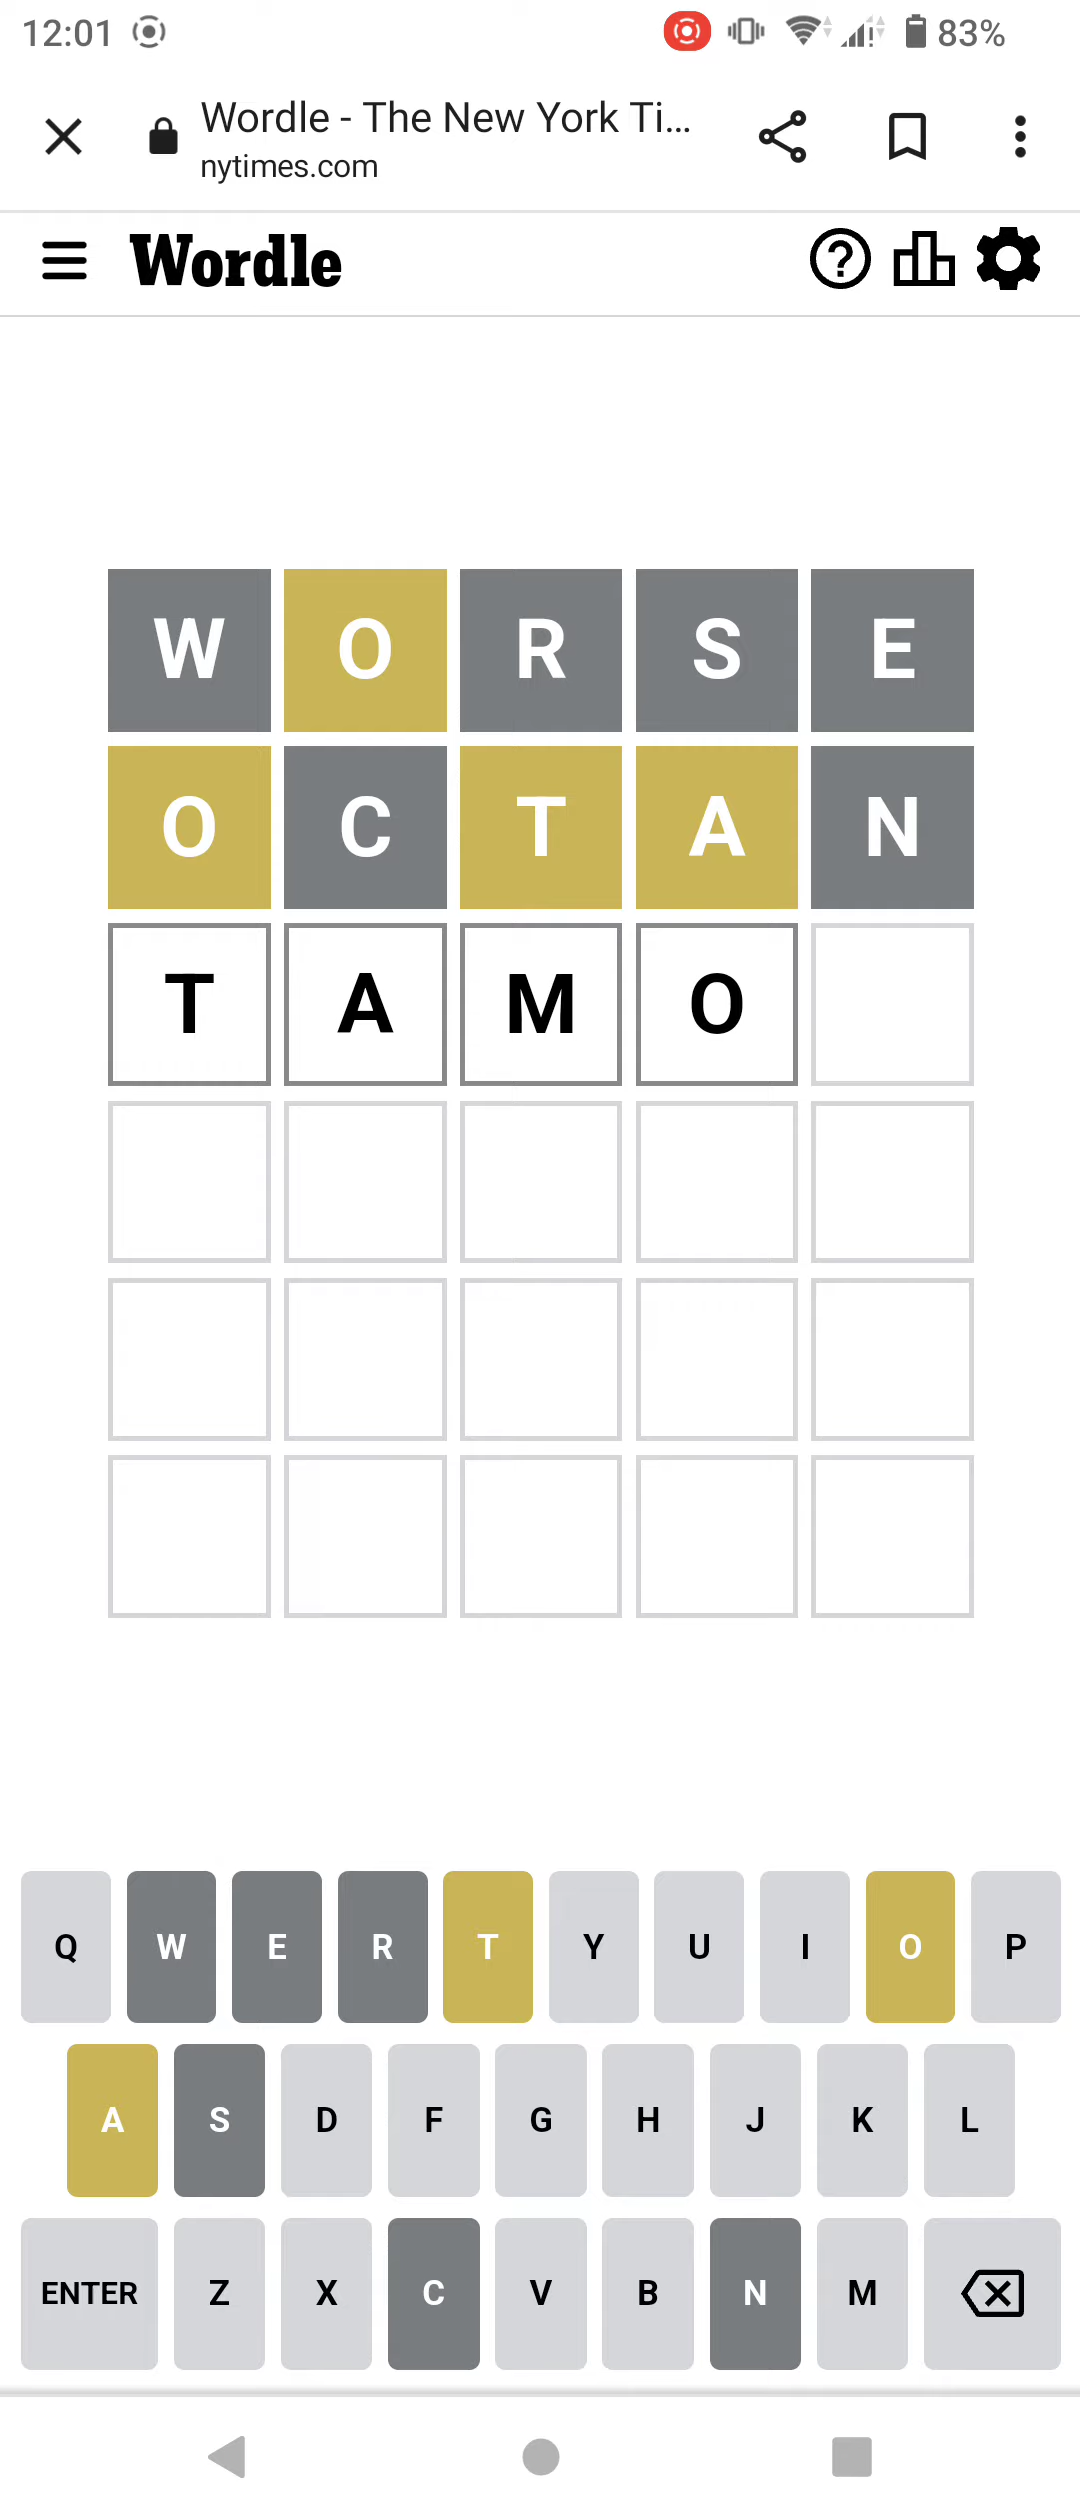 12:01 83%
Wordle - The New York Ti...
nytimes.com
Wordle
W O R S E
O C T A N
T A M O
Q W E R T Y U I O P
A S D F G H J K L
ENTER Z X C V B N M